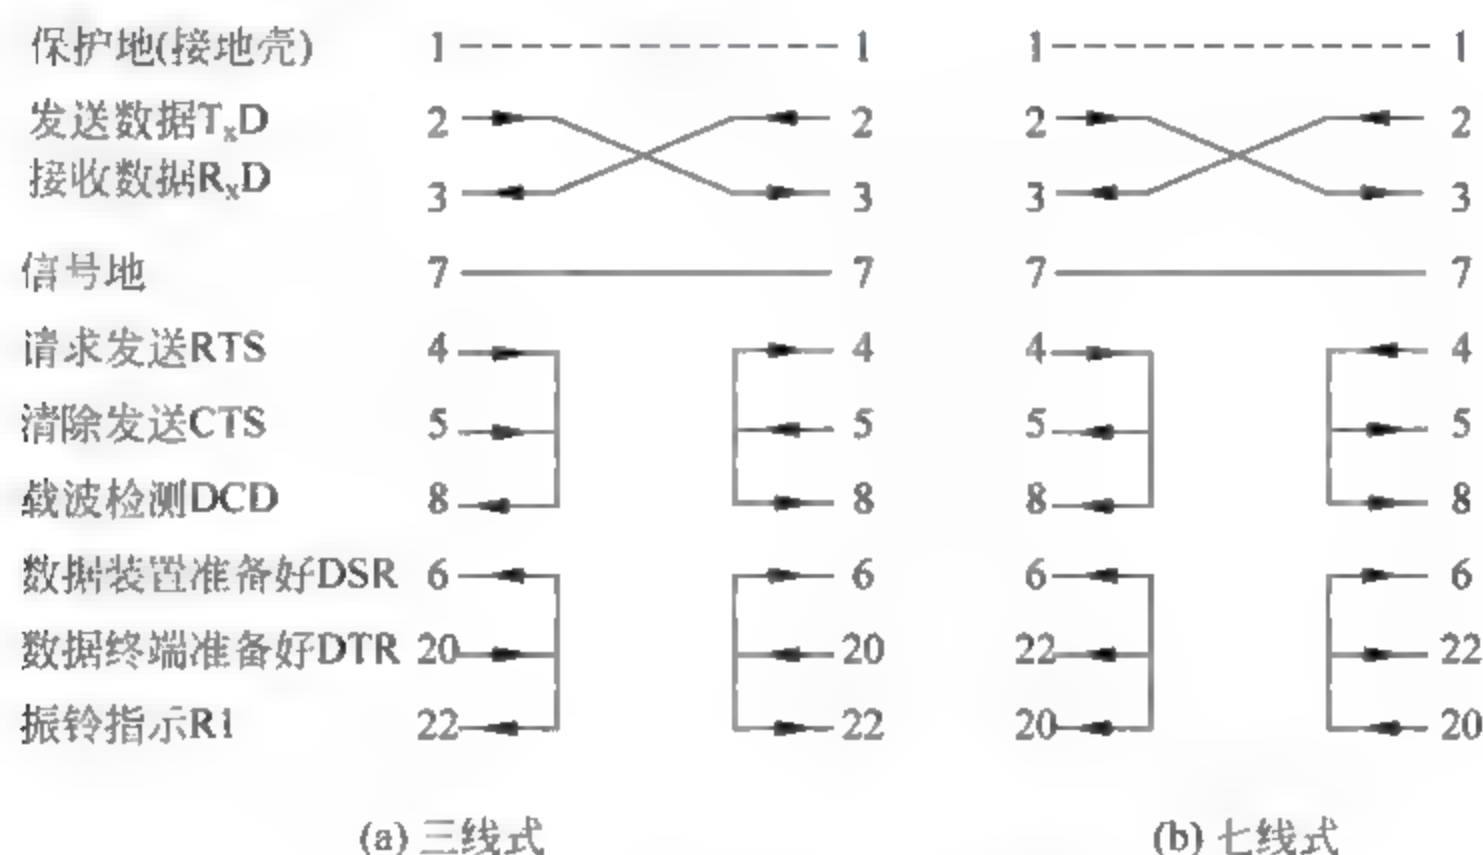 保护地(接地壳) 1 1 1 1
发送数据TxD 2 2 2 2
接收数据RxD 3 3 3 3
信号地 7 7 7 7
请求发送RTS 4 4 4 4
清除发送CTS 5 5 5 5
载波检测DCD 8 8 8 8
数据装置准备好DSR 6 6 6 6
数据终端准备好DTR 20 20 22 22
振铃指示R1 22 22 20 20
(a) 三线式 (b) 七线式